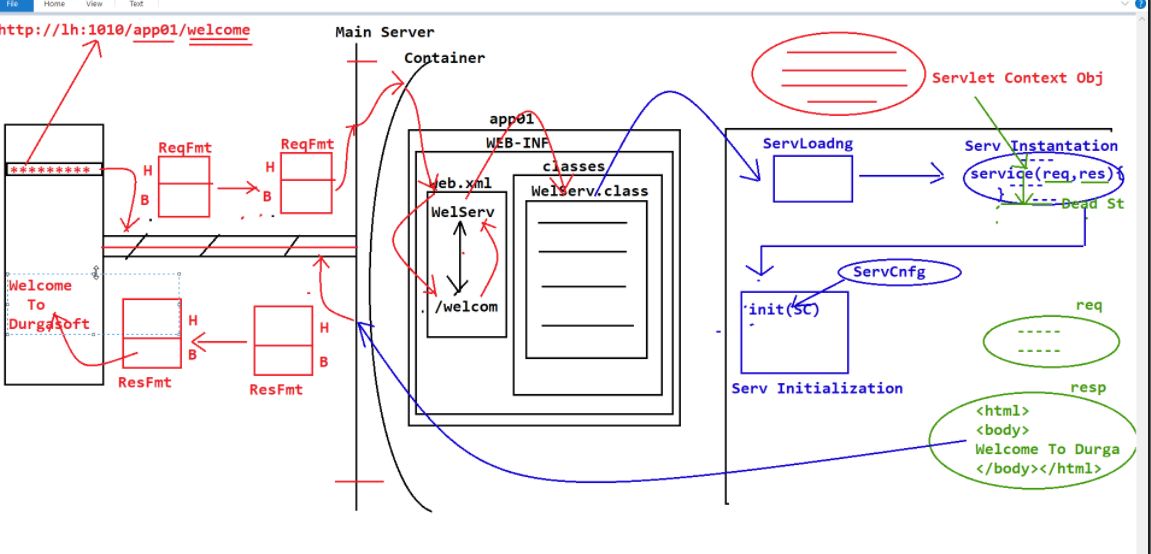 File Home View Text
http://lh:1010/app01/welcome
Main Server
Container
Servlet Context Obj
app01
WEB-INF
ReqFmt
H
B
ReqFmt
H
B
*********
web.xml
WelServ
/welcom
classes
WelServ.class
ServLoadng
Serv Instantation
----
service(req,res){
----
}
----
Dead St
ServCnfg
init(SC)
Serv Initialization
Welcome
To
Durgasoft
H
B
ResFmt
H
B
ResFmt
req
-----
-----
resp
<html>
<body>
Welcome To Durga
</body></html>